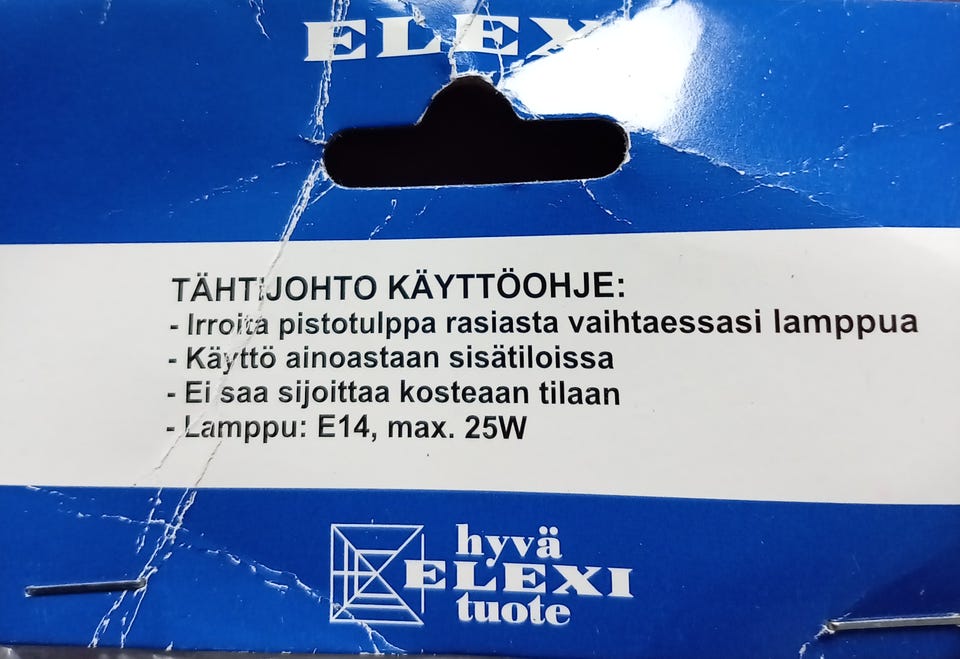 ELEXI
TÄHTIJOHTO KÄYTTÖOHJE:
- Irroita pistotulppa rasiasta vaihtaessasi lamppua
- Käyttö ainoastaan sisätiloissa
- Ei saa sijoittaa kosteaan tilaan
- Lamppu: E14, max. 25W
hyvä
ELEXI
tuote